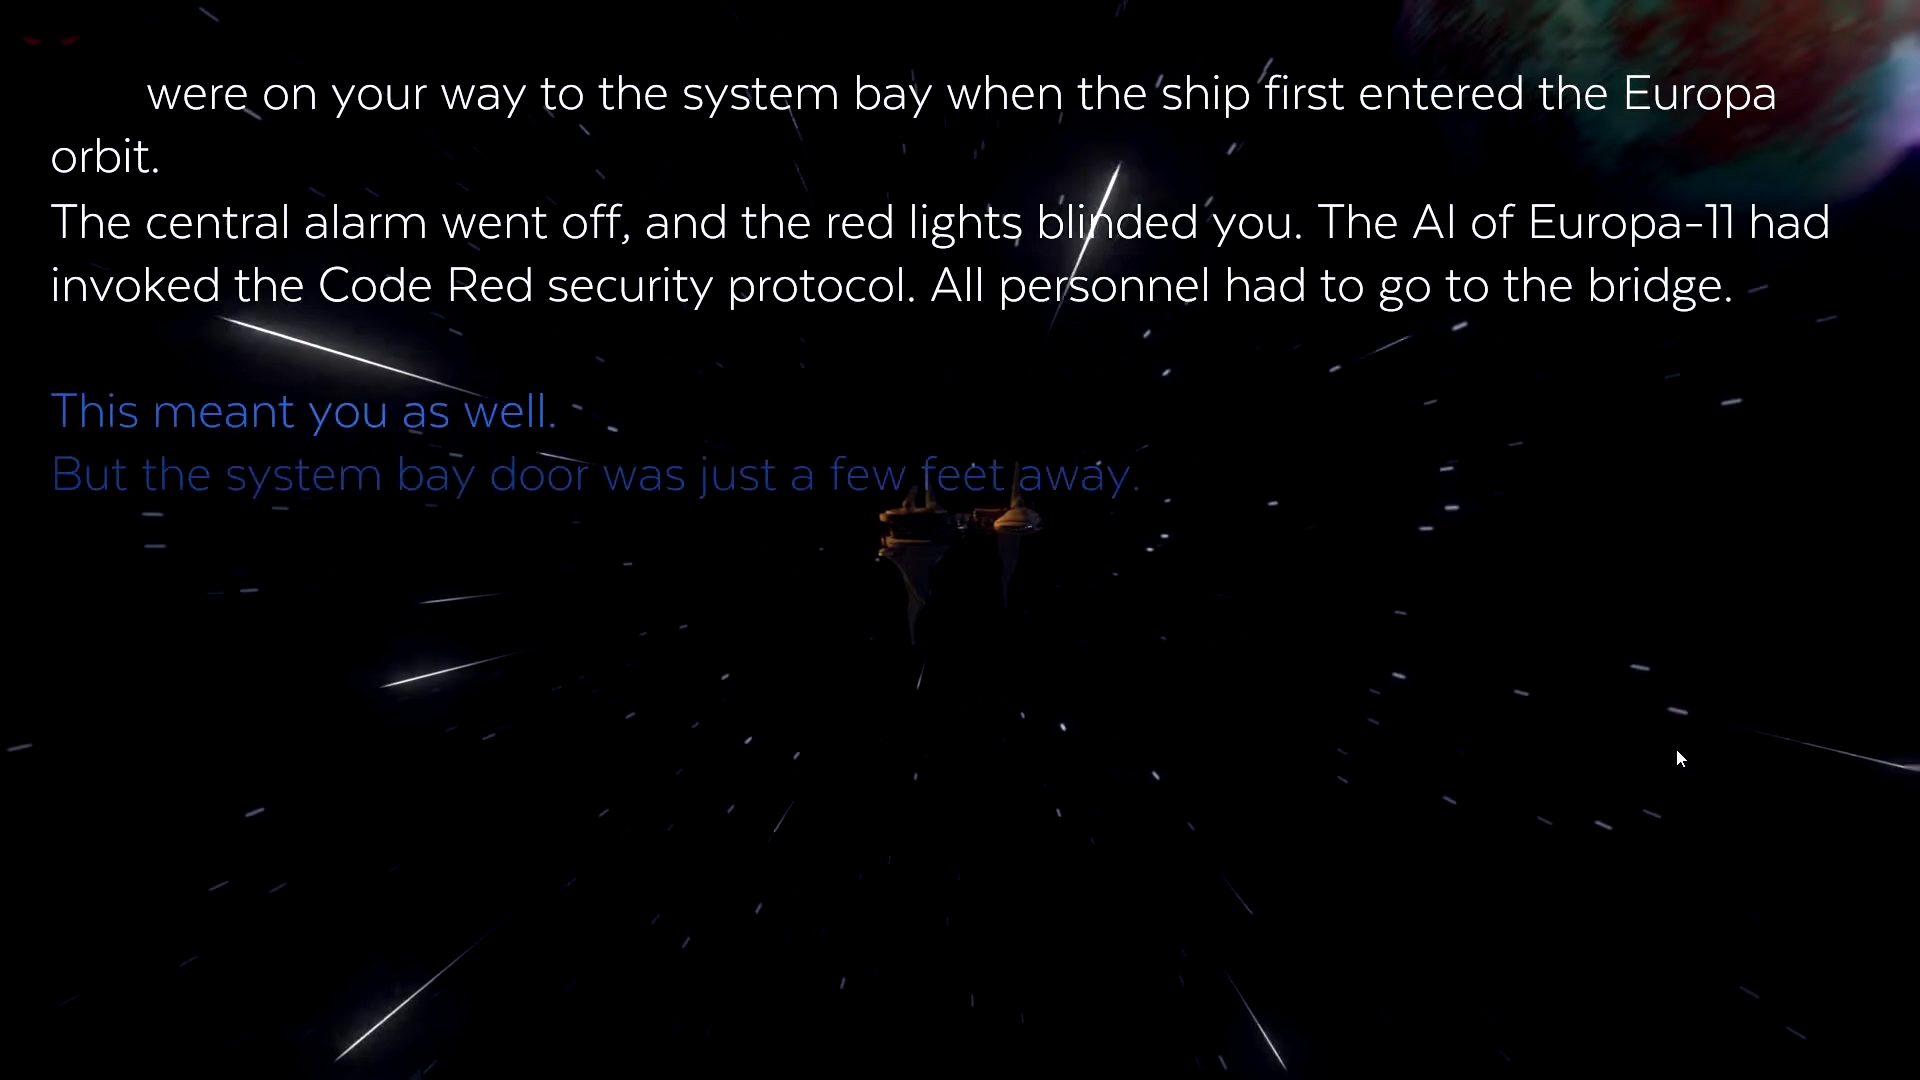 were on your way to the system bay when the ship first entered the Europa
orbit.
The central alarm went off, and the red lights blinded you. The AI of Europa-11 had
invoked the Code Red security protocol. All personnel had to go to the bridge.
This meant you as well.
But the system bay door was just a few feet away.